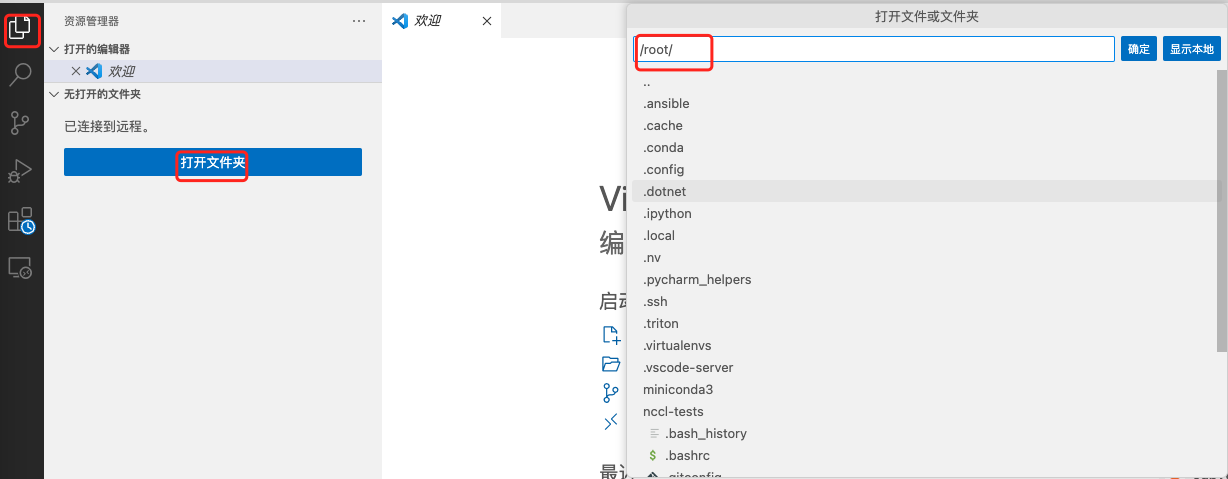 资源管理器
打开的编辑器
欢迎
无打开的文件夹
已连接到远程。
打开文件夹
欢迎
编
打开文件或文件夹
/root/
确定
显示本地
..
.ansible
.cache
.conda
.config
.dotnet
.ipython
.local
.nv
.pycharm_helpers
.ssh
.triton
.virtualenvs
.vscode-server
miniconda3
nccl-tests
.bash_history
$ .bashrc
.gitconfig